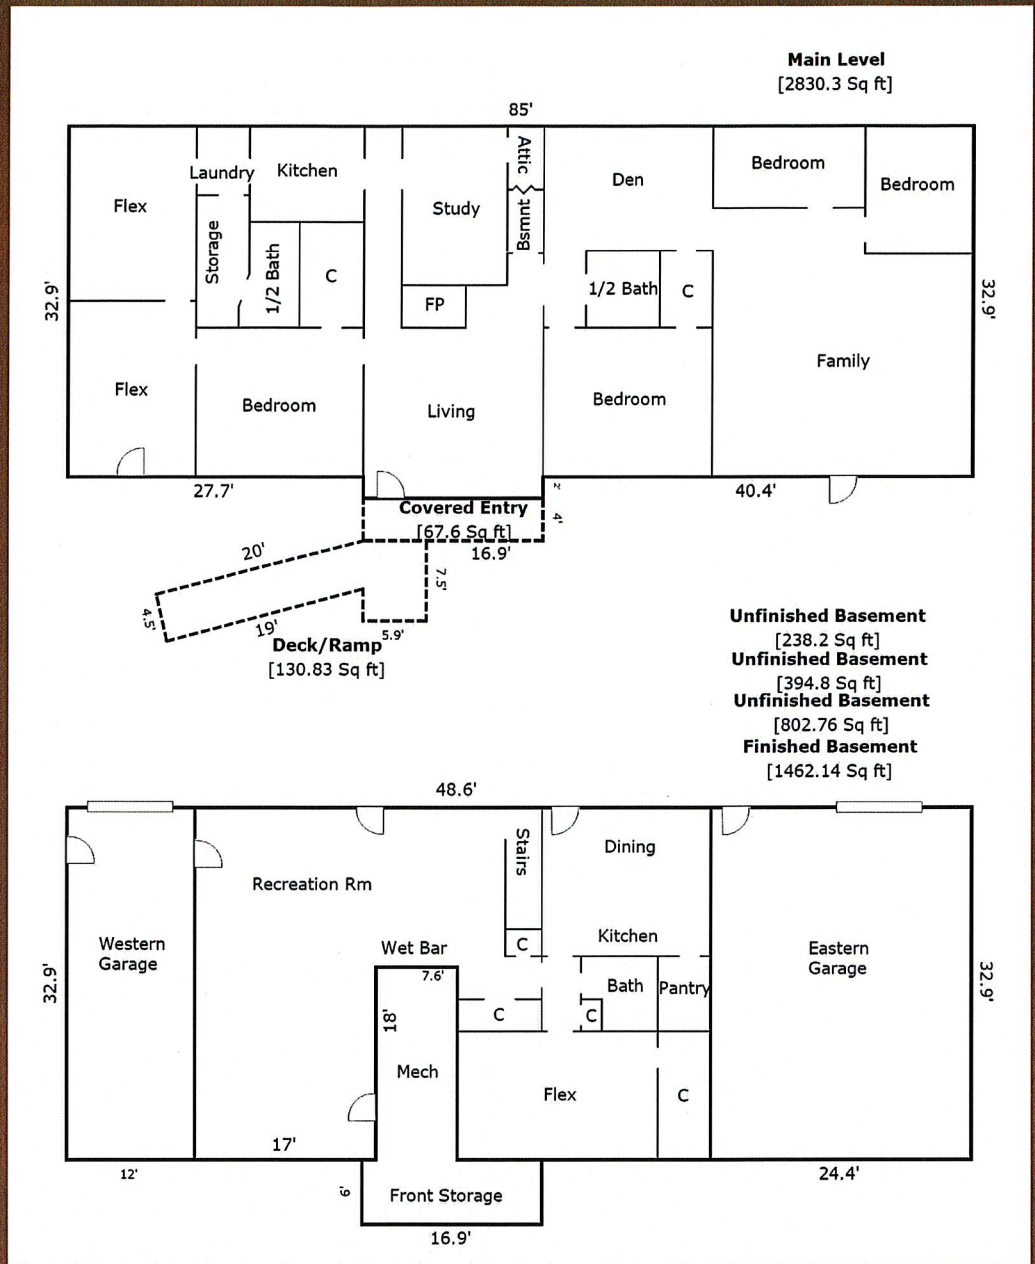 Main Level
[2830.3 Sq ft]
85'
Flex
Laundry
Kitchen
Storage
1/2 Bath
C
Study
Attic
Bsmnt
FP
Den
1/2 Bath
C
Bedroom
Bedroom
32.9'
32.9'
Flex
Bedroom
Living
Bedroom
Family
27.7'
2'
40.4'
Covered Entry
[67.6 Sq ft]
4'
16.9'
20'
7.5'
4.5'
19'
5.9'
Deck/Ramp
[130.83 Sq ft]
Unfinished Basement
[238.2 Sq ft]
Unfinished Basement
[394.8 Sq ft]
Unfinished Basement
[802.76 Sq ft]
Finished Basement
[1462.14 Sq ft]
48.6'
Stairs
Dining
Recreation Rm
Western
Garage
Wet Bar
C
Kitchen
Eastern
Garage
32.9'
7.6'
Bath
Pantry
32.9'
18'
C
C
Mech
Flex
C
17'
12'
24.4'
6'
Front Storage
16.9'